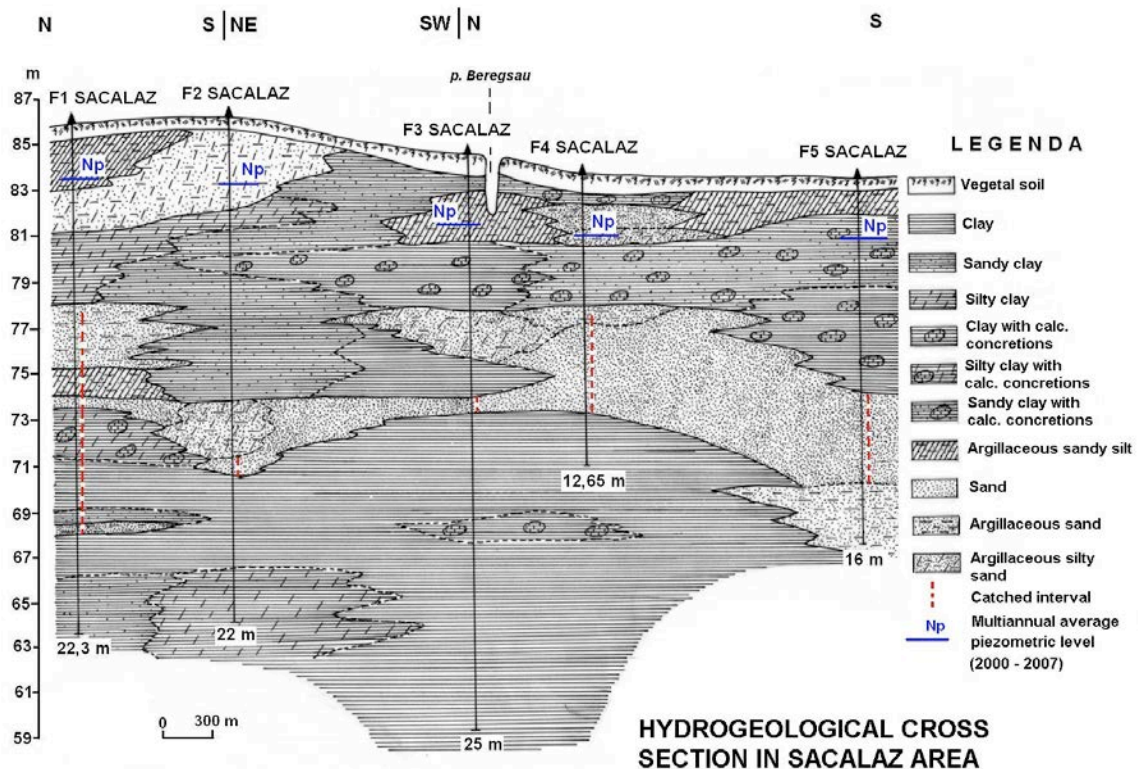 N
S | NE
SW | N
S
p. Beregsau
m
87
85
83
81
79
77
75
73
71
69
67
65
63
61
59
F1 SACALAZ
F2 SACALAZ
F3 SACALAZ
F4 SACALAZ
F5 SACALAZ
Np
Np
Np
Np
Np
12,65 m
16 m
22,3 m
22 m
25 m
0 300 m
LEGENDA
Vegetal soil
Clay
Sandy clay
Silty clay
Clay with calc.
concretions
Silty clay with
calc. concretions
Sandy clay with
calc. concretions
Argillaceous sandy silt
Sand
Argillaceous sand
Argillaceous silty
sand
Catched interval
Np
Multiannual average
piezometric level
(2000 - 2007)
HYDROGEOLOGICAL CROSS
SECTION IN SACALAZ AREA